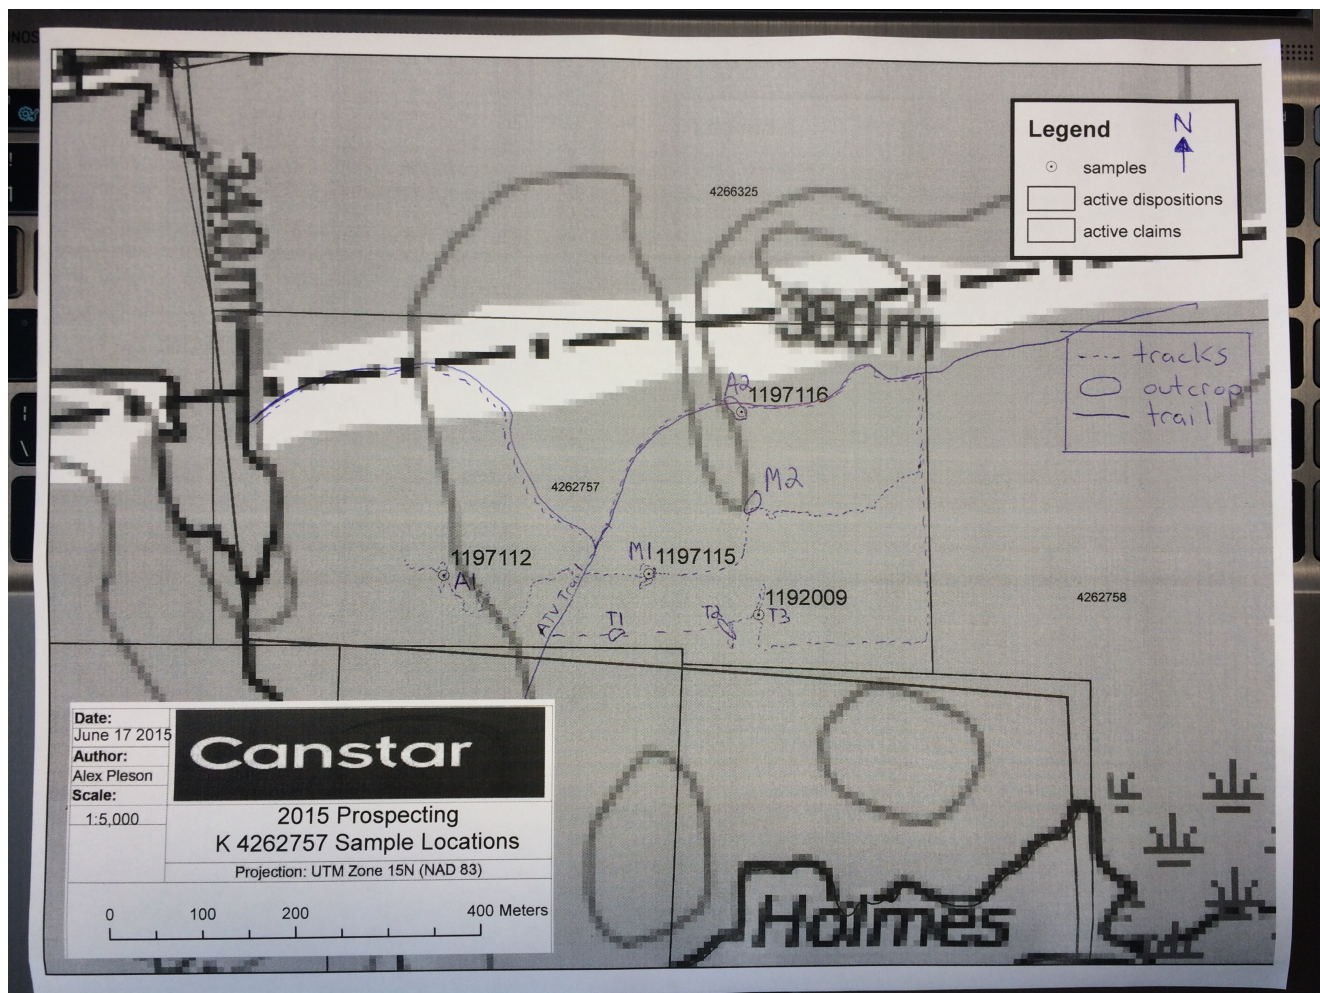 340 m
4266325
Legend
N
samples
active dispositions
active claims
380 m
tracks
outcrop
trail
A2
1197116
M2
4262757
1197112
A1
M1
1197115
ATV Trail
T1
T2
1192009
T3
4262758
Date:
June 17 2015
Author:
Alex Pleson
Scale:
1:5,000
Canstar
2015 Prospecting
K 4262757 Sample Locations
Projection: UTM Zone 15N (NAD 83)
0 100 200 400 Meters
Holmes